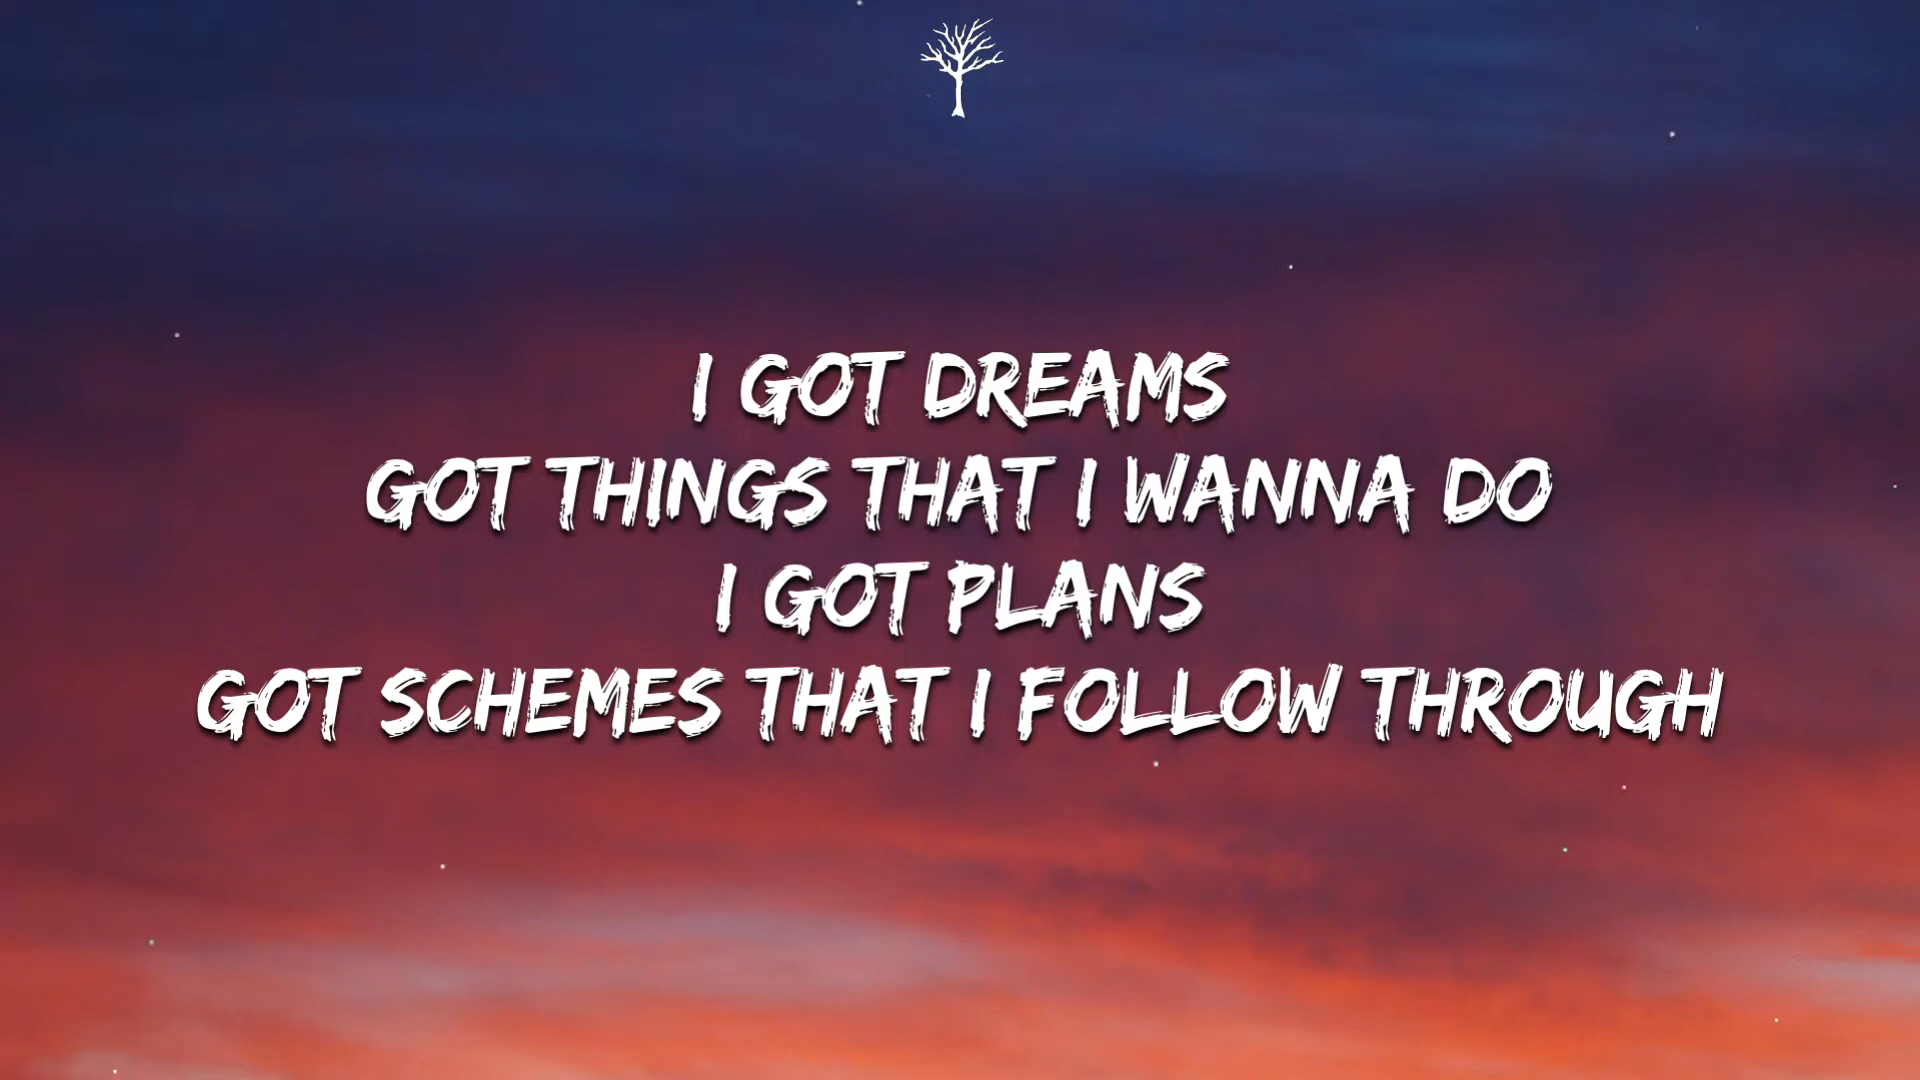 I GOT DREAMS
GOT THINGS THAT I WANNA DO
I GOT PLANS
GOT SCHEMES THAT I FOLLOW THROUGH